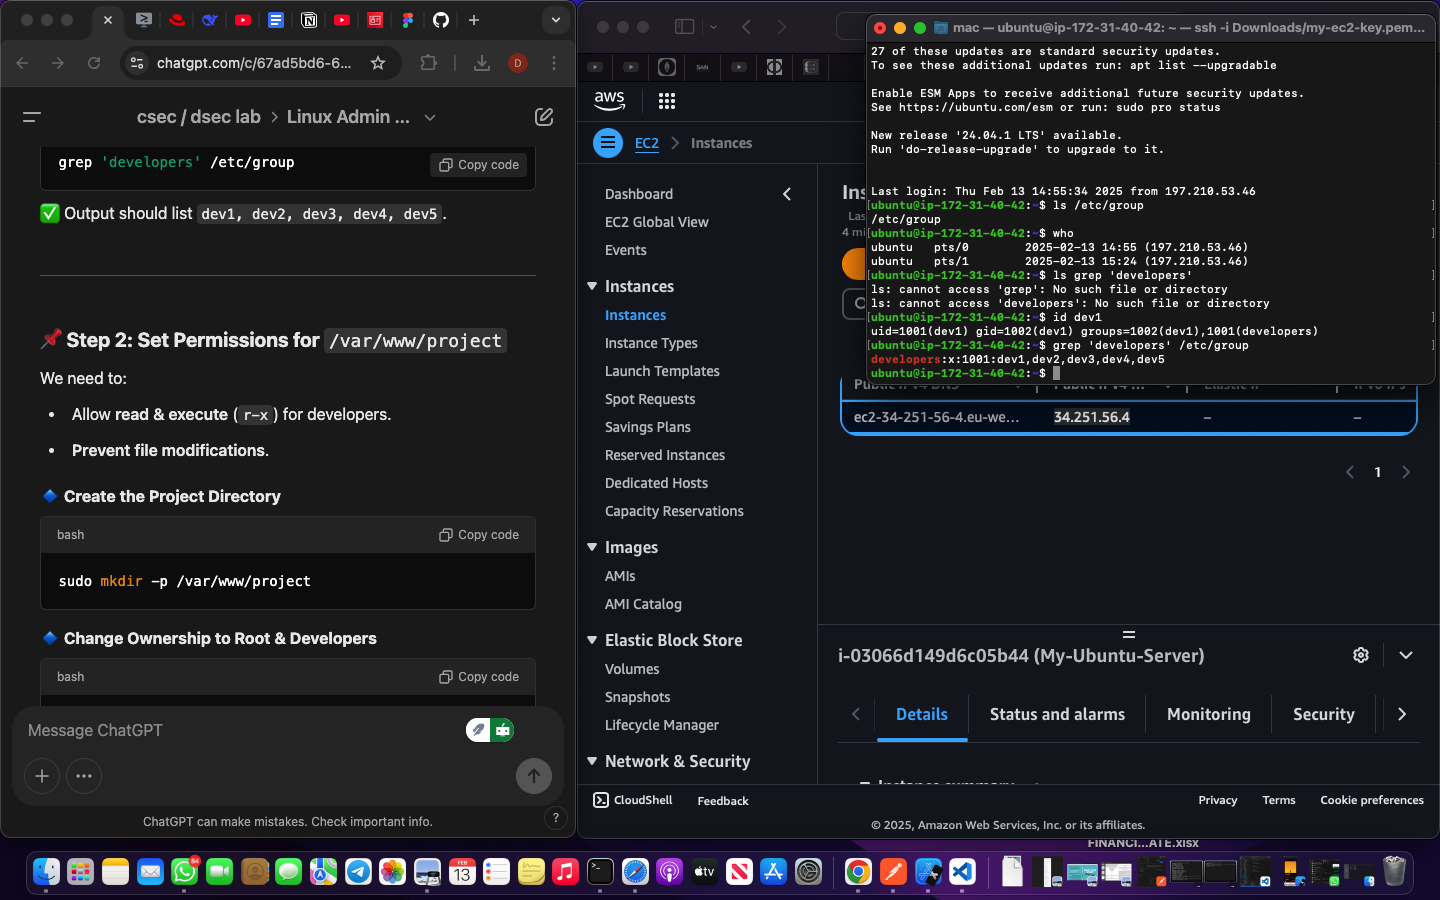 chatgpt.com/c/67ad5bd6-6...
D
csec / dsec lab > Linux Admin ...
grep 'developers' /etc/group
Copy code
✅ Output should list dev1, dev2, dev3, dev4, dev5.
📌 Step 2: Set Permissions for /var/www/project
We need to:
• Allow read & execute (r-x) for developers.
• Prevent file modifications.
🔹 Create the Project Directory
bash
Copy code
sudo mkdir -p /var/www/project
🔹 Change Ownership to Root & Developers
bash
Copy code
Message ChatGPT
ChatGPT can make mistakes. Check important info.
?
aws
EC2 > Instances
Dashboard
EC2 Global View
Events
Instances
Instances
Instance Types
Launch Templates
Spot Requests
Savings Plans
Reserved Instances
Dedicated Hosts
Capacity Reservations
Images
AMIs
AMI Catalog
Elastic Block Store
Volumes
Snapshots
Lifecycle Manager
Network & Security
mac — ubuntu@ip-172-31-40-42: ~ — ssh -i Downloads/my-ec2-key.pem...
27 of these updates are standard security updates.
To see these additional updates run: apt list --upgradable
Enable ESM Apps to receive additional future security updates.
See https://ubuntu.com/esm or run: sudo pro status
New release '24.04.1 LTS' available.
Run 'do-release-upgrade' to upgrade to it.
Last login: Thu Feb 13 14:55:34 2025 from 197.210.53.46
[ubuntu@ip-172-31-40-42:~$ ls /etc/group ]
/etc/group
[ubuntu@ip-172-31-40-42:~$ who ]
ubuntu   pts/0        2025-02-13 14:55 (197.210.53.46)
ubuntu   pts/1        2025-02-13 15:24 (197.210.53.46)
[ubuntu@ip-172-31-40-42:~$ ls grep 'developers' ]
ls: cannot access 'grep': No such file or directory
ls: cannot access 'developers': No such file or directory
[ubuntu@ip-172-31-40-42:~$ id dev1 ]
uid=1001(dev1) gid=1002(dev1) groups=1002(dev1),1001(developers)
[ubuntu@ip-172-31-40-42:~$ grep 'developers' /etc/group ]
developers:x:1001:dev1,dev2,dev3,dev4,dev5
ubuntu@ip-172-31-40-42:~$
ec2-34-251-56-4.eu-we...
34.251.56.4
–
–
1
i-03066d149d6c05b44 (My-Ubuntu-Server)
Details
Status and alarms
Monitoring
Security
CloudShell
Feedback
Privacy
Terms
Cookie preferences
© 2025, Amazon Web Services, Inc. or its affiliates.
FINANCI...ATE.xlsx
84
FEB
13
tv